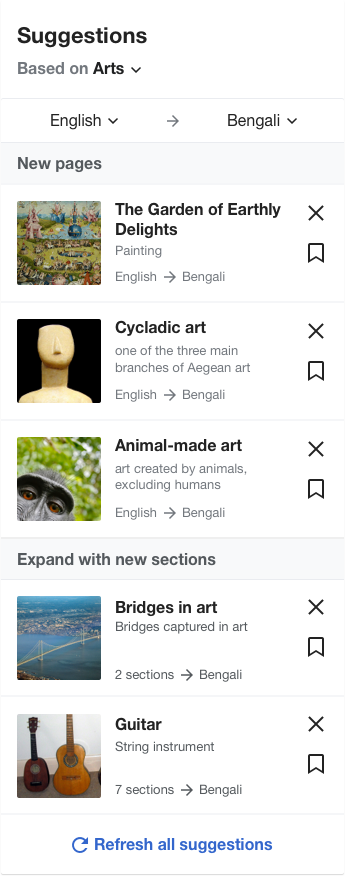 Suggestions
Based on Arts
English → Bengali
New pages
The Garden of Earthly
Delights
Painting
English → Bengali
Cycladic art
one of the three main
branches of Aegean art
English → Bengali
Animal-made art
art created by animals,
excluding humans
English → Bengali
Expand with new sections
Bridges in art
Bridges captured in art
2 sections → Bengali
Guitar
String instrument
7 sections → Bengali
Refresh all suggestions